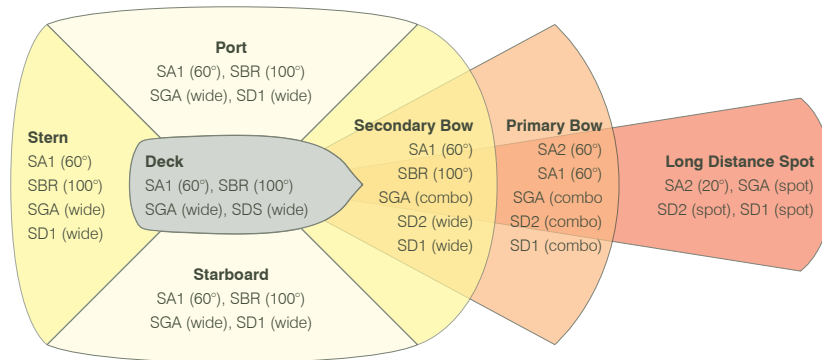 Port
SA1 (60°), SBR (100°)
SGA (wide), SD1 (wide)
Stern
SA1 (60°)
SBR (100°)
SGA (wide)
SD1 (wide)
Deck
SA1 (60°), SBR (100°)
SGA (wide), SDS (wide)
Secondary Bow
SA1 (60°)
SBR (100°)
SGA (combo)
SD2 (wide)
SD1 (wide)
Primary Bow
SA2 (60°)
SA1 (60°)
SGA (combo
SD2 (combo)
SD1 (combo)
Long Distance Spot
SA2 (20°), SGA (spot)
SD2 (spot), SD1 (spot)
Starboard
SA1 (60°), SBR (100°)
SGA (wide), SD1 (wide)